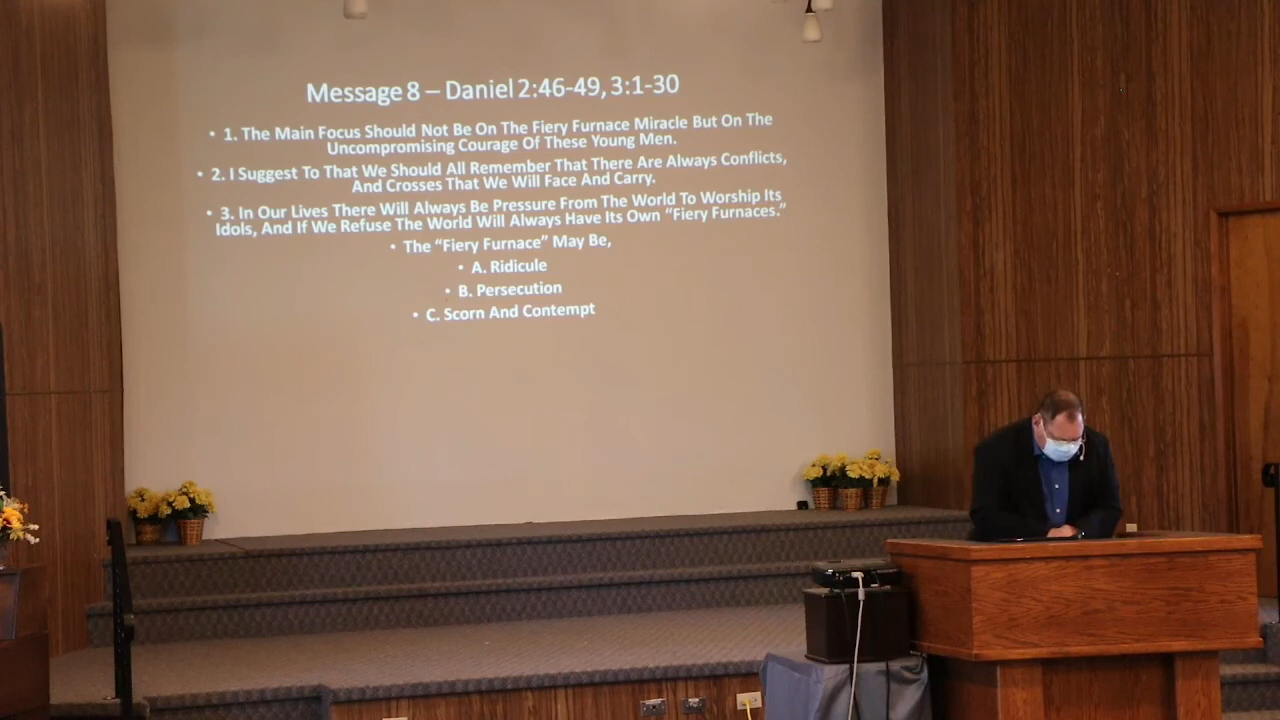 Message 8 – Daniel 2:46-49, 3:1-30
• 1. The Main Focus Should Not Be On The Fiery Furnace Miracle But On The
Uncompromising Courage Of These Young Men.
• 2. I Suggest To That We Should All Remember That There Are Always Conflicts,
And Crosses That We Will Face And Carry.
• 3. In Our Lives There Will Always Be Pressure From The World To Worship Its
Idols, And If We Refuse The World Will Always Have Its Own “Fiery Furnaces.”
• The “Fiery Furnace” May Be,
• A. Ridicule
• B. Persecution
• C. Scorn And Contempt